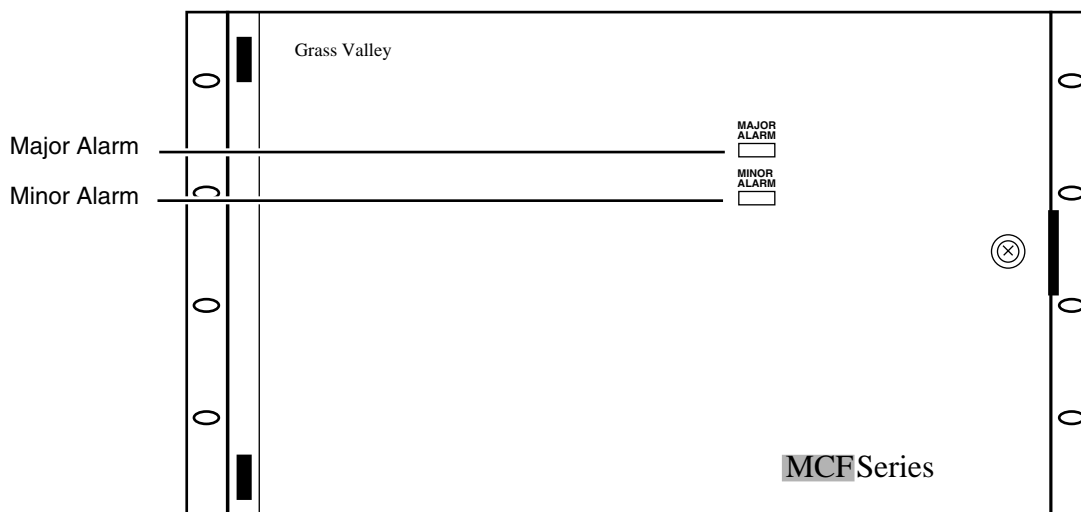 Grass Valley
MAJOR
ALARM
Major Alarm
MINOR
ALARM
Minor Alarm
MCF Series